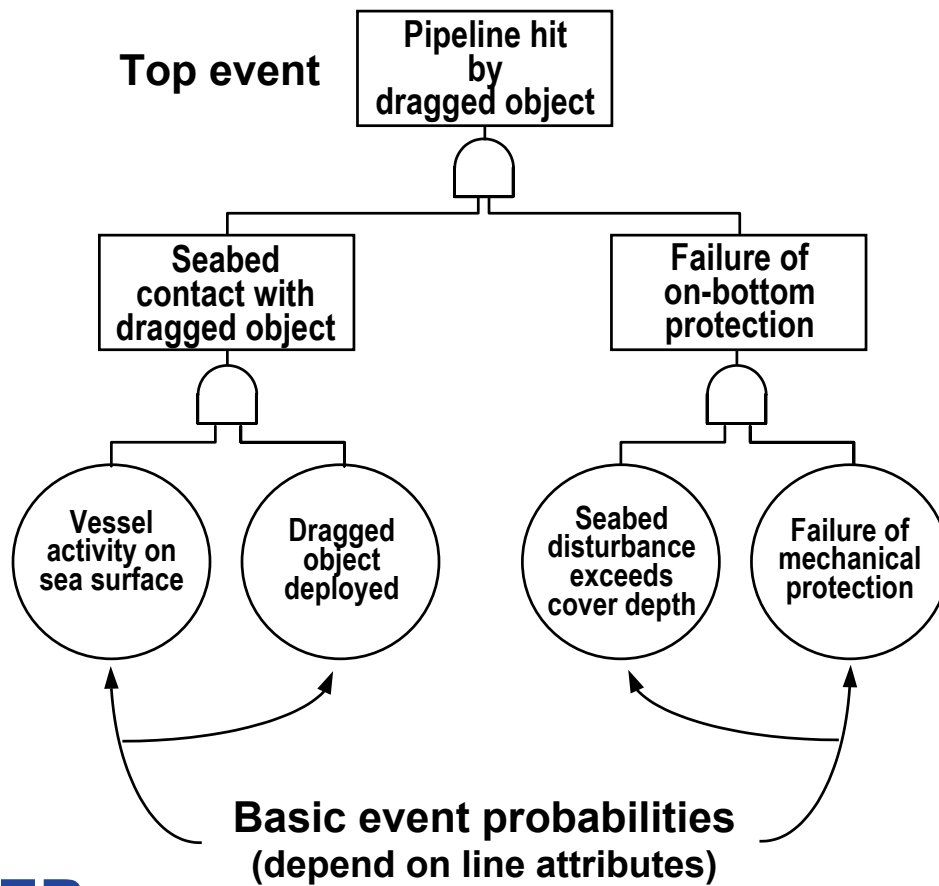 Top event
Pipeline hit
by
dragged object
Seabed
contact with
dragged object
Failure of
on-bottom
protection
Vessel
activity on
sea surface
Dragged
object
deployed
Seabed
disturbance
exceeds
cover depth
Failure of
mechanical
protection
Basic event probabilities
(depend on line attributes)